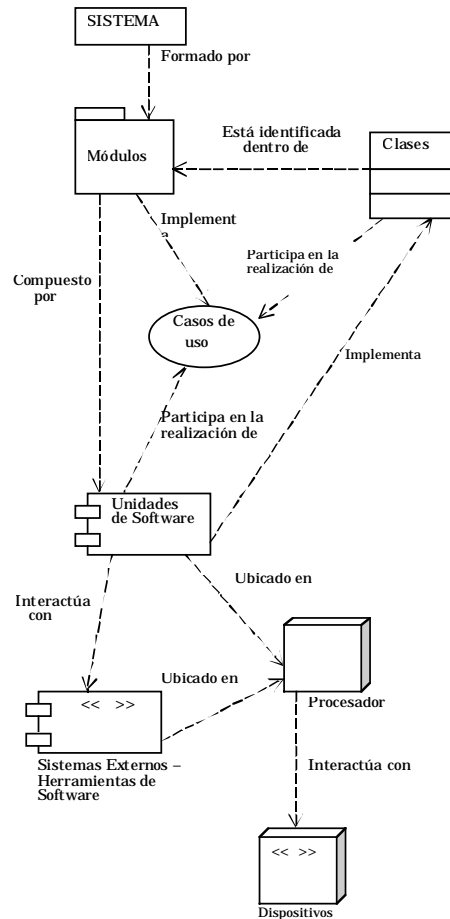 SISTEMA
Formado por
Está identificada
dentro de
Clases
Módulos
Implement
a
Participa en la
realización de
Compuesto
por
Casos de
uso
Implementa
Participa en la
realización de
Unidades
de Software
Ubicado en
Interactúa
con
Ubicado en
<< >>
Procesador
Sistemas Externos –
Herramientas de
Software
Interactúa con
<< >>
Dispositivos